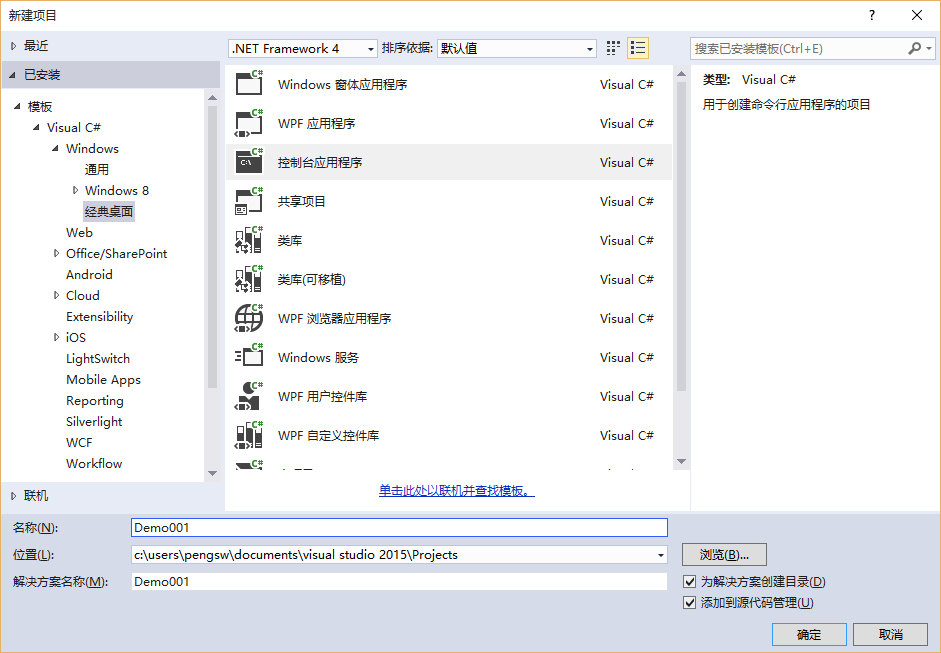 新建项目
?
最近
.NET Framework 4
排序依据:
默认值
搜索已安装模板(Ctrl+E)
已安装
模板
Visual C#
Windows
通用
Windows 8
经典桌面
Web
Office/SharePoint
Android
Cloud
Extensibility
iOS
LightSwitch
Mobile Apps
Reporting
Silverlight
WCF
Workflow
联机
C# Windows 窗体应用程序 Visual C#
C# WPF 应用程序 Visual C#
C# C:\ 控制台应用程序 Visual C#
C# 共享项目 Visual C#
C# 类库 Visual C#
C# 类库(可移植) Visual C#
C# WPF 浏览器应用程序 Visual C#
C# Windows 服务 Visual C#
C# WPF 用户控件库 Visual C#
C# WPF 自定义控件库 Visual C#
C#
单击此处以联机并查找模板。
类型: Visual C#
用于创建命令行应用程序的项目
名称(N): Demo001
位置(L): c:\users\pengsw\documents\visual studio 2015\Projects
浏览(B)...
解决方案名称(M): Demo001
为解决方案创建目录(D)
添加到源代码管理(U)
确定
取消